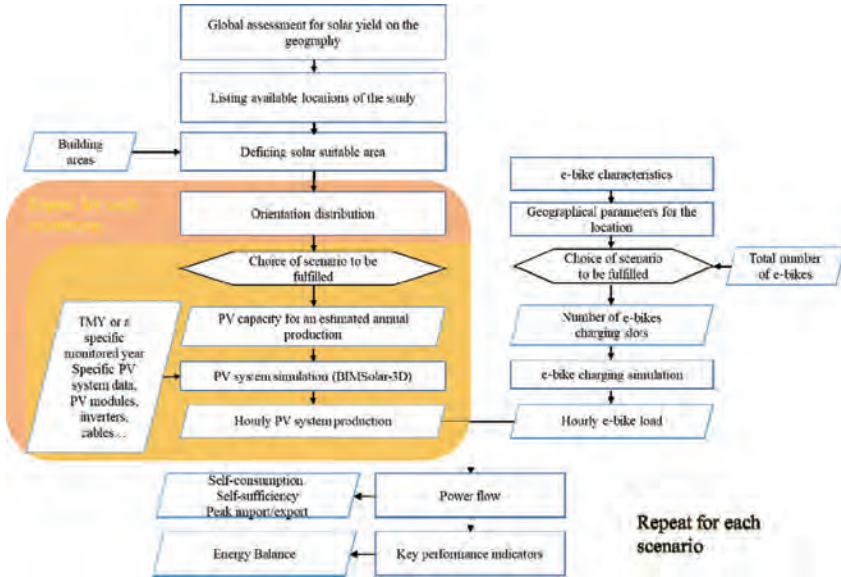 Global assessment for solar yield on the
geography
Listing available locations of the study
Building
areas
Defining solar suitable area
Repeat for each
orientation
Orientation distribution
Choice of scenario to be
fulfilled
PV capacity for an estimated annual
production
TMY or a
specific
monitored year
Specific PV
system data,
PV modules,
inverters,
cables…
PV system simulation (BIMSolar-3D)
Hourly PV system production
e-bike characteristics
Geographical parameters for the
location
Choice of scenario
to be fulfilled
Total number
of e-bikes
Number of e-bikes
charging slots
e-bike charging simulation
Hourly e-bike load
Self-consumption
Self-sufficiency
Peak import/export
Power flow
Energy Balance
Key performance indicators
Repeat for each
scenario